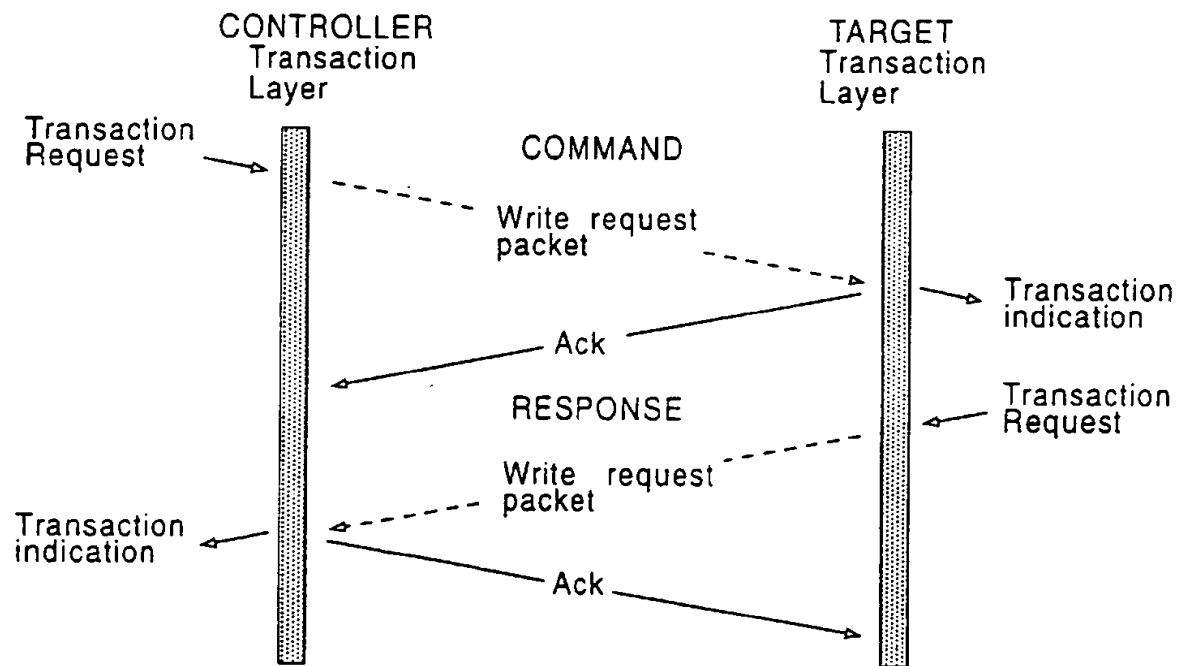 CONTROLLER
Transaction
Layer
TARGET
Transaction
Layer
Transaction
Request
COMMAND
Write request
packet
Transaction
indication
Ack
RESPONSE
Transaction
Request
Write request
packet
Transaction
indication
Ack